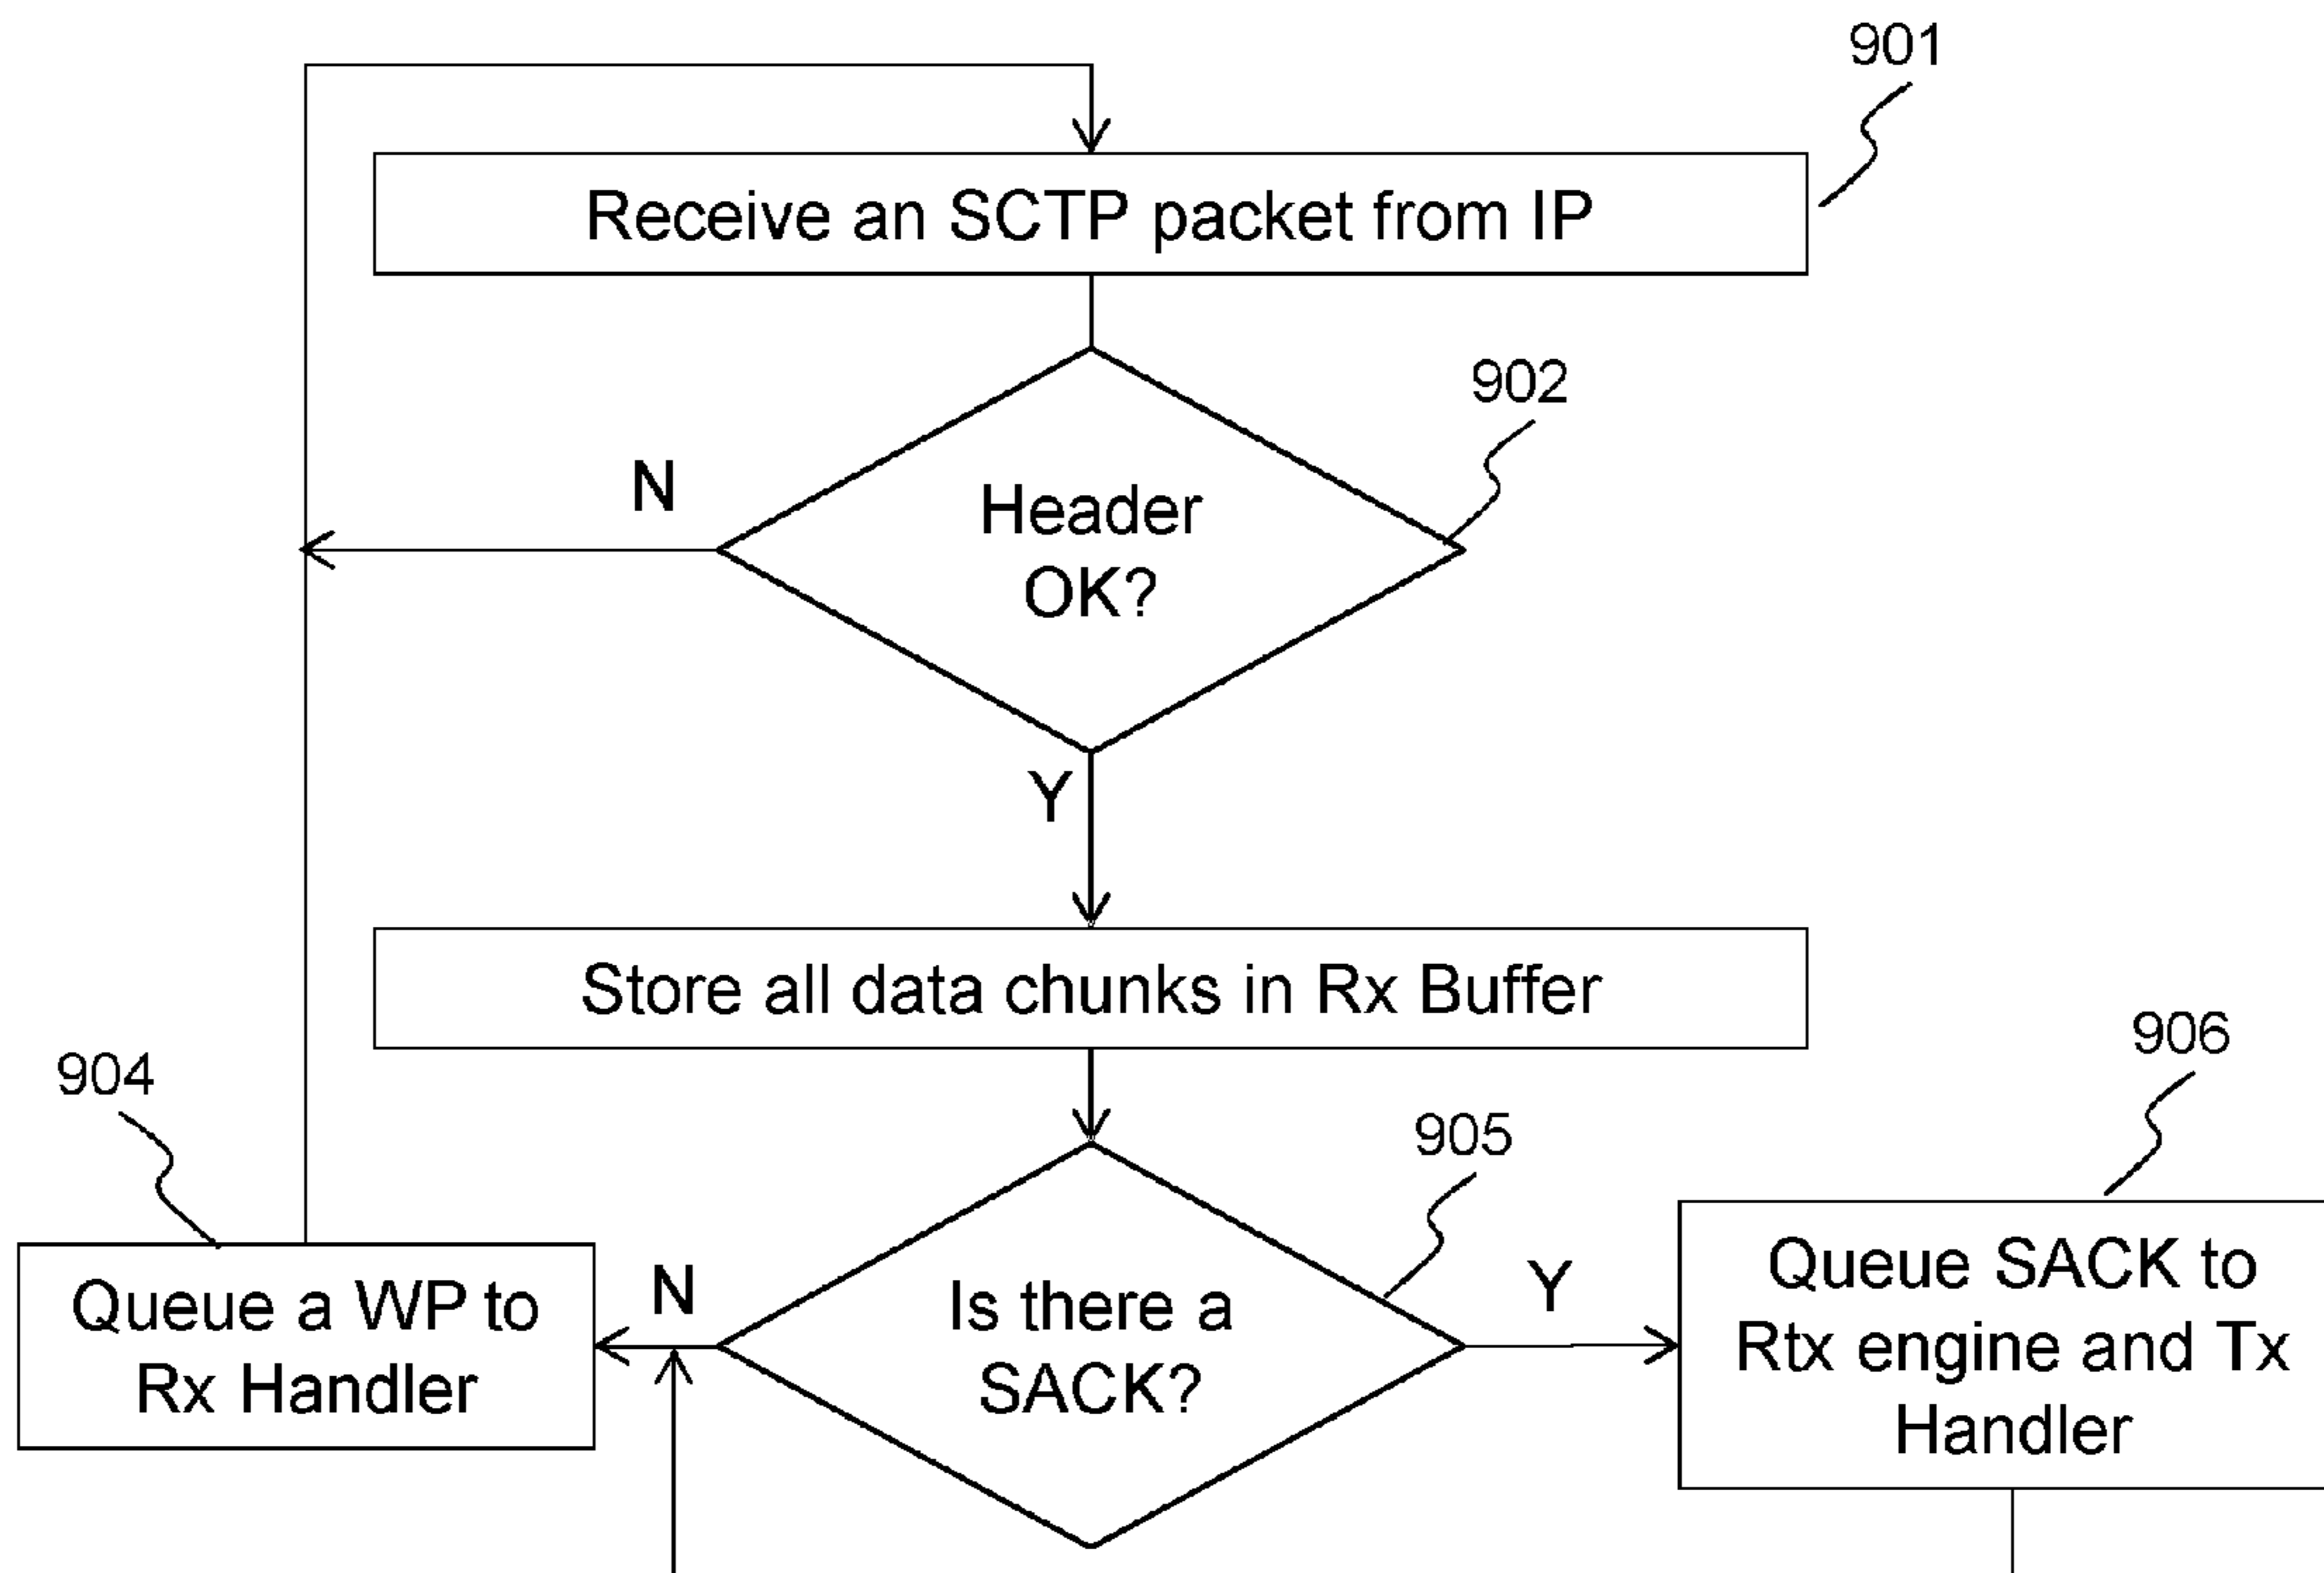 901
Receive an SCTP packet from IP
902
N
Header
OK?
Y
Store all data chunks in Rx Buffer
906
904
905
Queue a WP to
Rx Handler
N
Is there a
SACK?
Y
Queue SACK to
Rtx engine and Tx
Handler